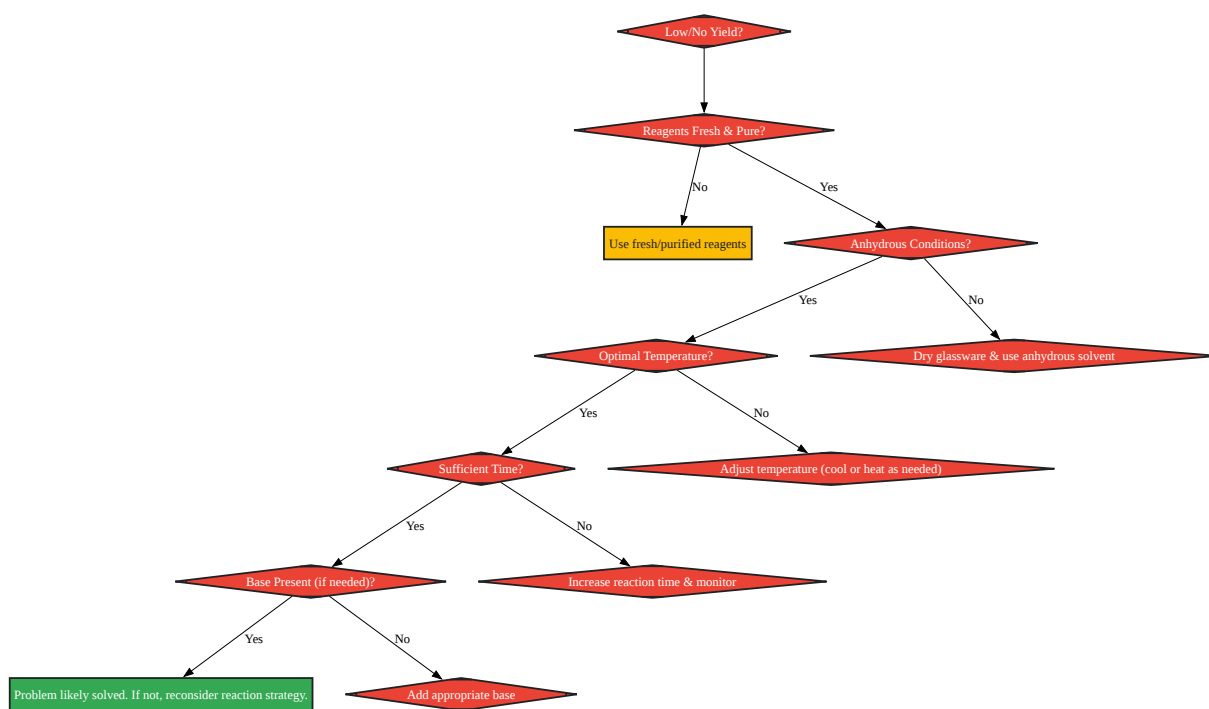 Low/No Yield?
Reagents Fresh & Pure?
No
Yes
Use fresh/purified reagents
Anhydrous Conditions?
Yes
No
Optimal Temperature?
Dry glassware & use anhydrous solvent
Yes
No
Sufficient Time?
Adjust temperature (cool or heat as needed)
Yes
No
Base Present (if needed)?
Increase reaction time & monitor
Yes
No
Problem likely solved. If not, reconsider reaction strategy.
Add appropriate base